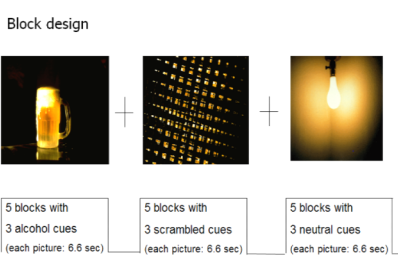 Block design
5 blocks with
3 alcohol cues
(each picture: 6.6 sec)
5 blocks with
3 scrambled cues
(each picture: 6.6 sec)
5 blocks with
3 neutral cues
(each picture: 6.6 sec)